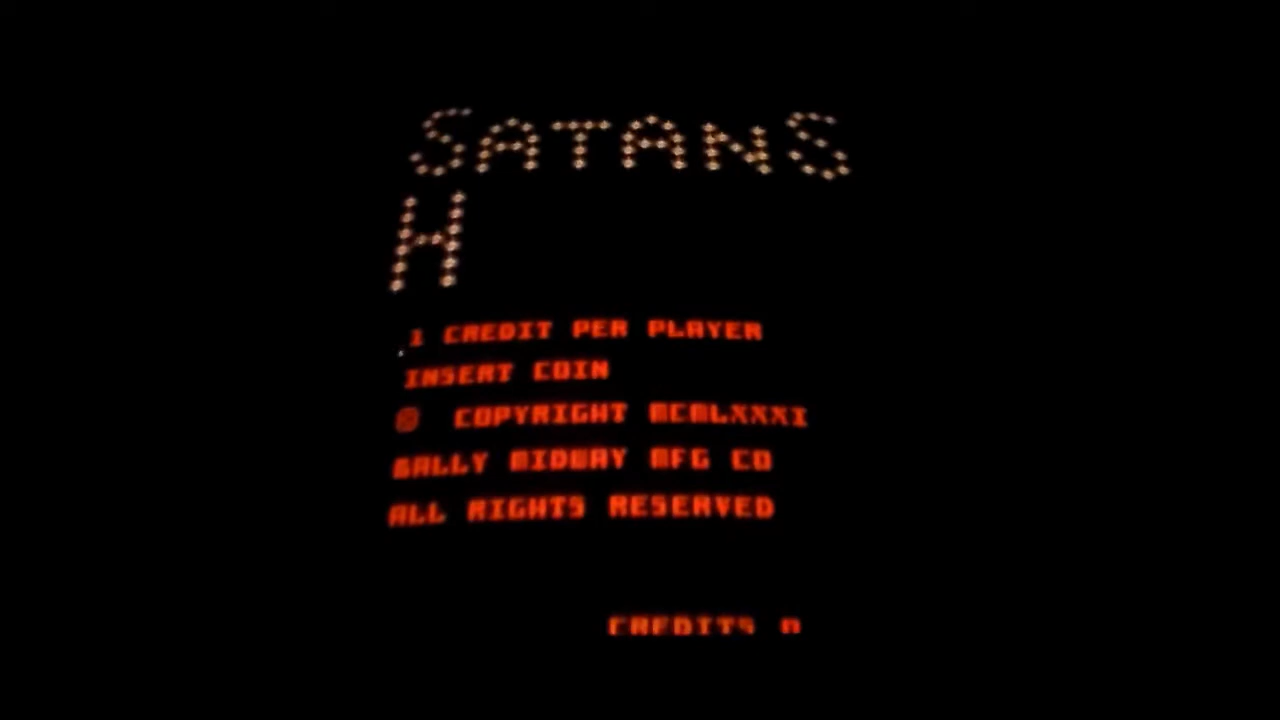 SATANS
H
1 CREDIT PER PLAYER
INSERT COIN
© COPYRIGHT MCMLXXXI
BALLY MIDWAY MFG CO
ALL RIGHTS RESERVED
CREDITS 0